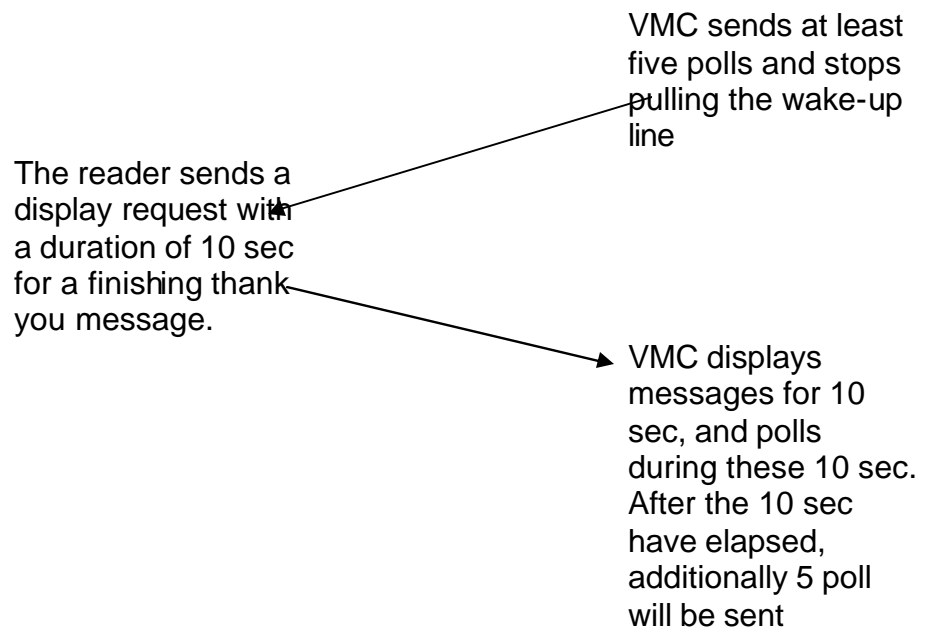 VMC sends at least
five polls and stops
pulling the wake-up
line
The reader sends a
display request with
a duration of 10 sec
for a finishing thank
you message.
VMC displays
messages for 10
sec, and polls
during these 10 sec.
After the 10 sec
have elapsed,
additionally 5 poll
will be sent